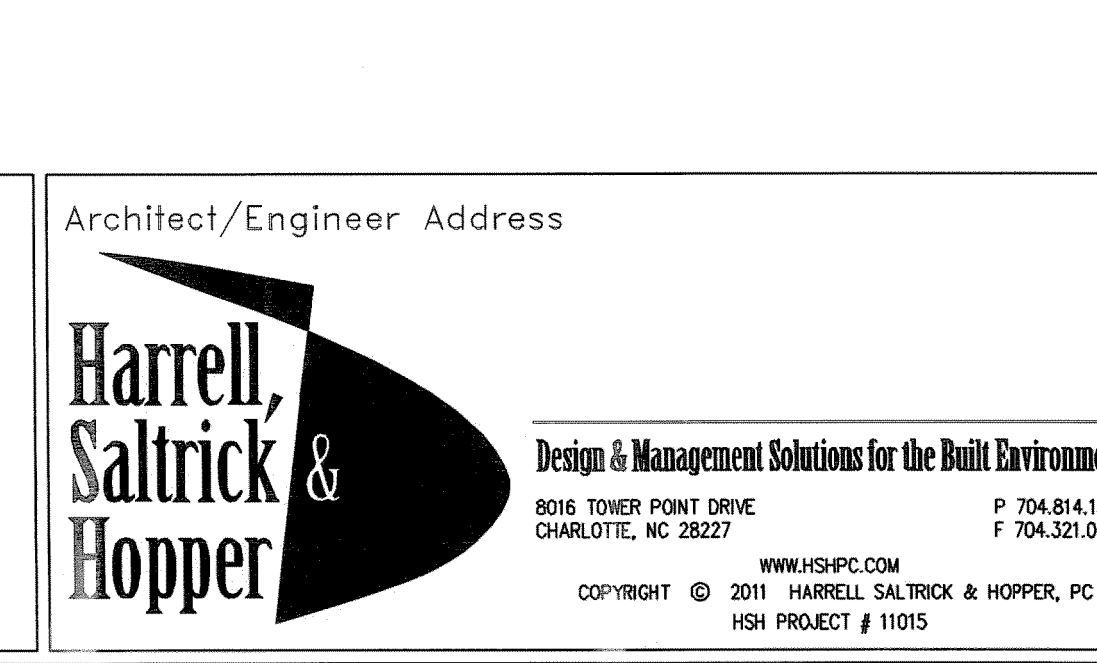 Architect/Engineer Address
Harrell,
Saltrick &
Hopper
Design & Management Solutions for the Built
8016 TOWER POINT DRIVE
CHARLOTTE, NC 28227
P 704.814.1
F 704.321.0
WWW.HSHPC.COM
COPYRIGHT © 2011 HARRELL SALTRICK & HOPPER, PC
HSH PROJECT # 11015